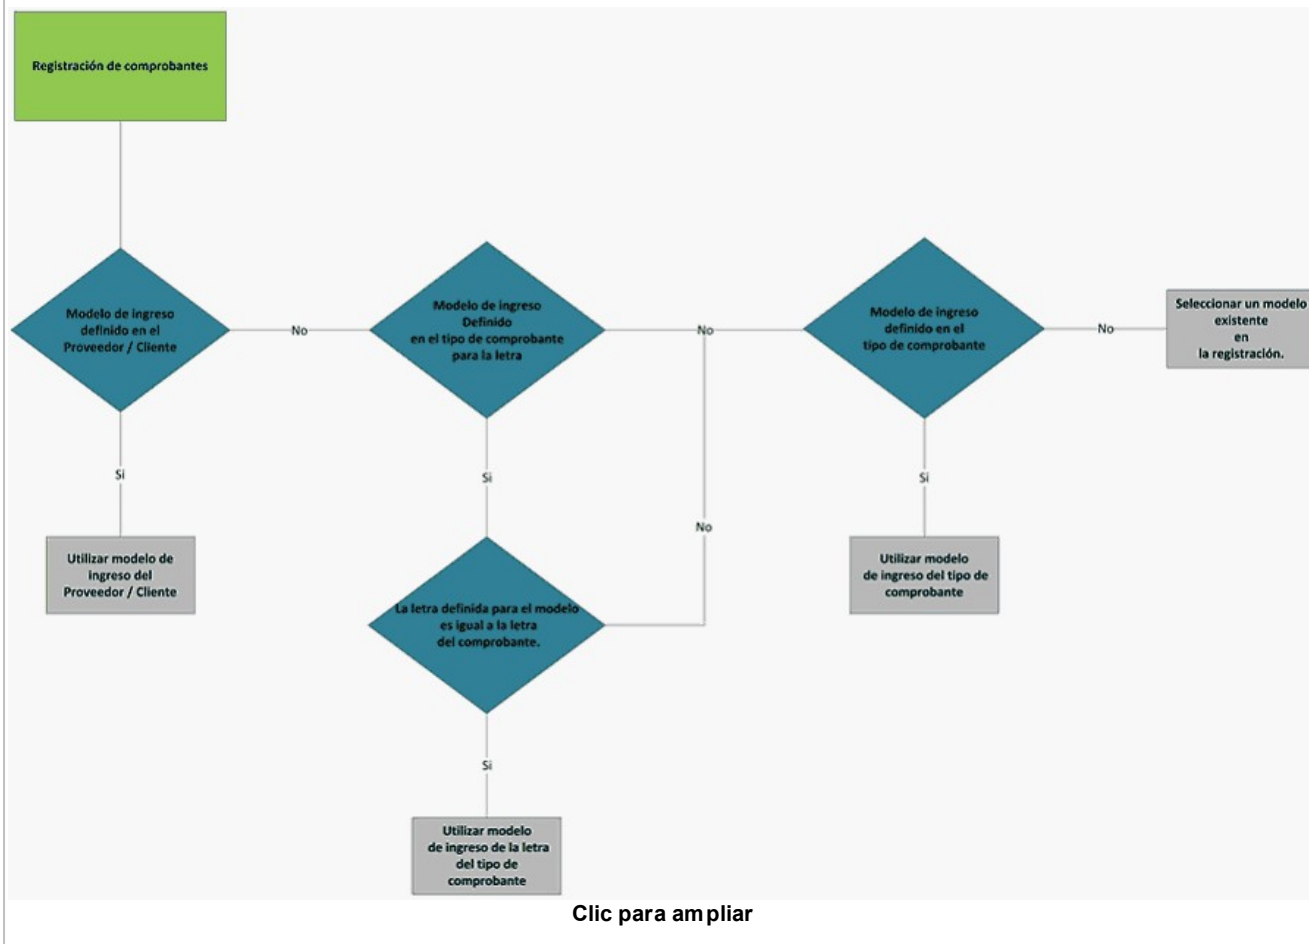 Registración de comprobantes
Modelo de ingreso
definido en el
Proveedor / Cliente
No
Modelo de ingreso
Definido
en el tipo de comprobante
para la letra
No
Modelo de ingreso
definido en el
tipo de comprobante
No
Seleccionar un modelo
existente
en
la registración.
Si
Si
Si
No
Utilizar modelo de
ingreso del
Proveedor / Cliente
La letra definida para el modelo
es igual a la letra
del comprobante.
Utilizar modelo
de ingreso del tipo de
comprobante
Si
Utilizar modelo
de ingreso de la letra
del tipo de
comprobante
Clic para ampliar